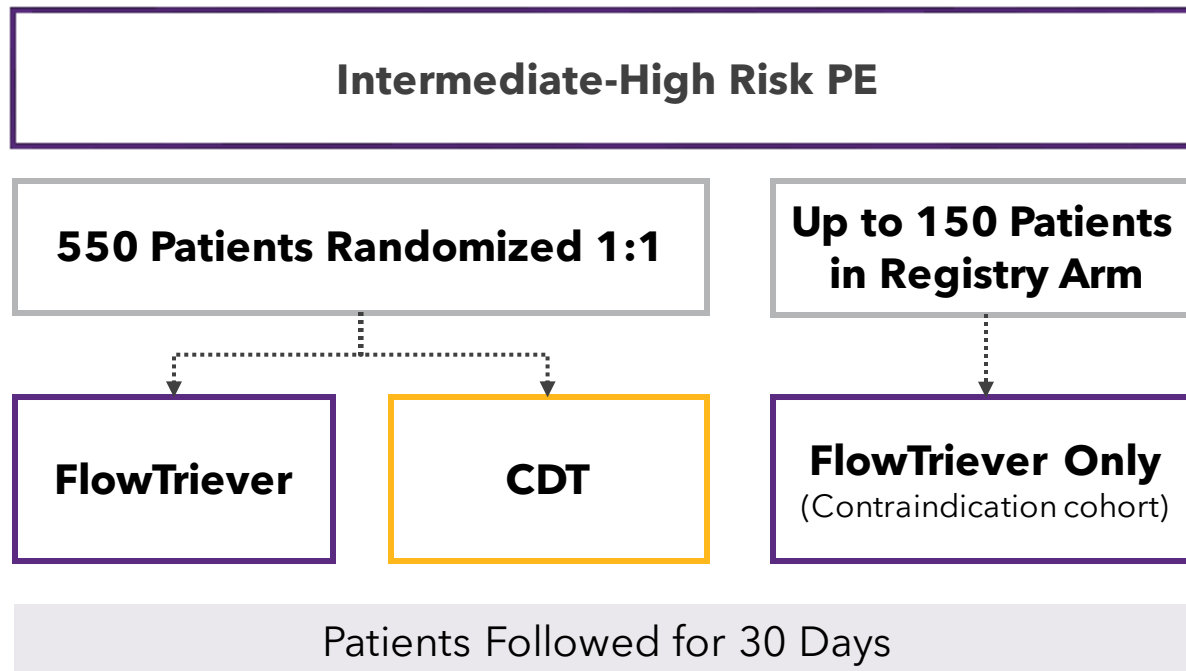 Intermediate-High Risk PE
550 Patients Randomized 1:1
Up to 150 Patients
in Registry Arm
FlowTriever
CDT
FlowTriever Only
(Contraindication cohort)
Patients Followed for 30 Days